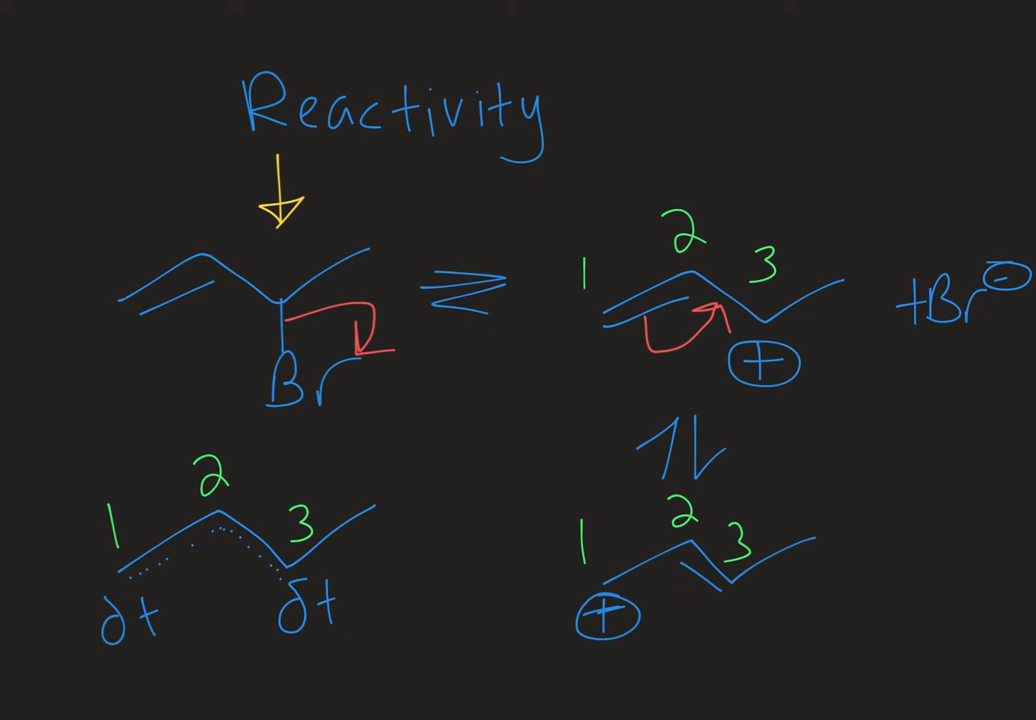 Reactivity
2
1 3
+Br⊖
Br
⊕
2
1 3
2
1 3
δ+ δ+
⊕